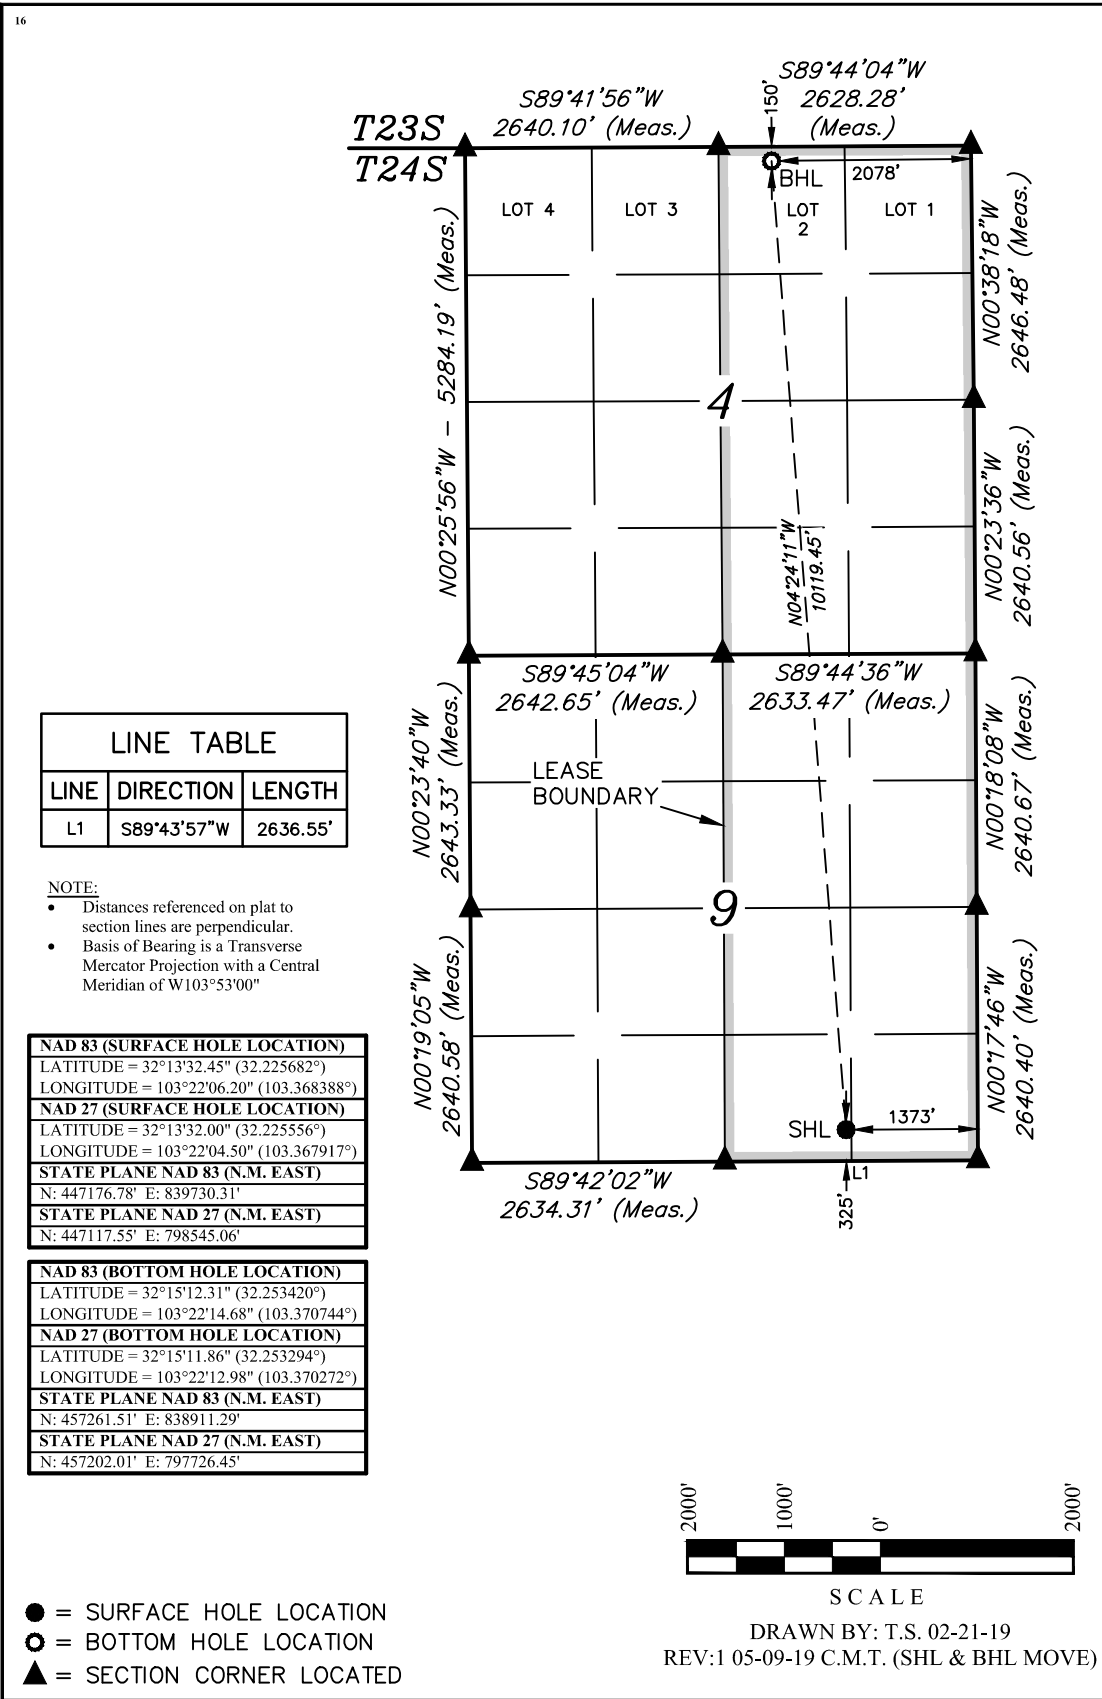 16
S89°44'04"W
2628.28'
(Meas.)
S89°41'56"W
2640.10' (Meas.)
150'
T23S
T24S
BHL
2078'
LOT 4
LOT 3
LOT
2
LOT 1
N00°38'18"W
2646.48' (Meas.)
N00°25'56"W - 5284.19' (Meas.)
4
N00°23'36"W
2640.56' (Meas.)
N04°24'11"W
10119.45'
S89°45'04"W
2642.65' (Meas.)
S89°44'36"W
2633.47' (Meas.)
N00°23'40"W
2643.33' (Meas.)
N00°18'08"W
2640.67' (Meas.)
LEASE
BOUNDARY
9
N00°19'05"W
2640.58' (Meas.)
N00°17'46"W
2640.40' (Meas.)
SHL
1373'
L1
325'
S89°42'02"W
2634.31' (Meas.)
LINE TABLE
LINE DIRECTION LENGTH
L1 S89°43'57"W 2636.55'
NOTE:
• Distances referenced on plat to
section lines are perpendicular.
• Basis of Bearing is a Transverse
Mercator Projection with a Central
Meridian of W103°53'00"
NAD 83 (SURFACE HOLE LOCATION)
LATITUDE = 32°13'32.45" (32.225682°)
LONGITUDE = 103°22'06.20" (103.368388°)
NAD 27 (SURFACE HOLE LOCATION)
LATITUDE = 32°13'32.00" (32.225556°)
LONGITUDE = 103°22'04.50" (103.367917°)
STATE PLANE NAD 83 (N.M. EAST)
N: 447176.78' E: 839730.31'
STATE PLANE NAD 27 (N.M. EAST)
N: 447117.55' E: 798545.06'
NAD 83 (BOTTOM HOLE LOCATION)
LATITUDE = 32°15'12.31" (32.253420°)
LONGITUDE = 103°22'14.68" (103.370744°)
NAD 27 (BOTTOM HOLE LOCATION)
LATITUDE = 32°15'11.86" (32.253294°)
LONGITUDE = 103°22'12.98" (103.370272°)
STATE PLANE NAD 83 (N.M. EAST)
N: 457261.51' E: 838911.29'
STATE PLANE NAD 27 (N.M. EAST)
N: 457202.01' E: 797726.45'
= SURFACE HOLE LOCATION
= BOTTOM HOLE LOCATION
= SECTION CORNER LOCATED
2000' 1000' 0' 2000'
SCALE
DRAWN BY: T.S. 02-21-19
REV:1 05-09-19 C.M.T. (SHL & BHL MOVE)